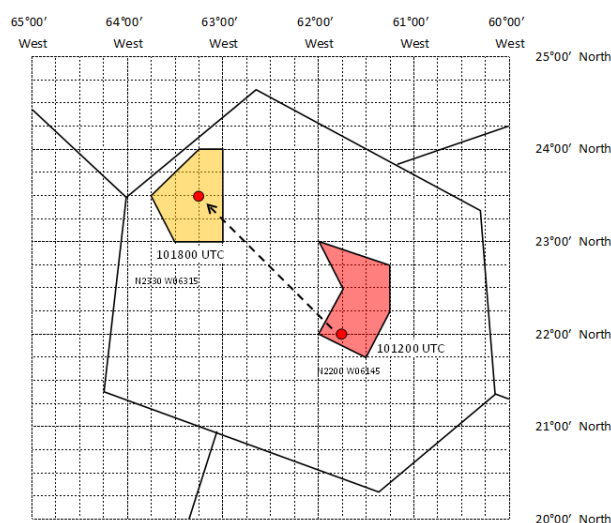 65°00′ 64°00′ 63°00′ 62°00′ 61°00′ 60°00′
West West West West West West
25°00′ North
24°00′ North
23°00′ North
101800 UTC
N2330 W06315
22°00′ North
101200 UTC
N2200 W06145
21°00′ North
20°00′ North